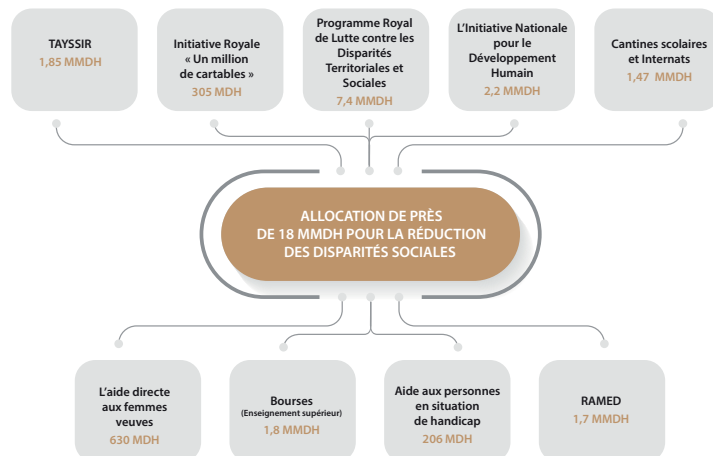 TAYSSIR
1,85 MMDH
Initiative Royale
« Un million
de cartables »
305 MDH
Programme Royal
de Lutte contre les
Disparités
Territoriales et
Sociales
7,4 MMDH
L'Initiative Nationale
pour le
Développement
Humain
2,2 MMDH
Cantines scolaires
et Internats
1,47 MMDH
ALLOCATION DE PRÈS
DE 18 MMDH POUR LA RÉDUCTION
DES DISPARITÉS SOCIALES
L'aide directe
aux femmes
veuves
630 MDH
Bourses
(Enseignement supérieur)
1,8 MMDH
Aide aux personnes
en situation
de handicap
206 MDH
RAMED
1,7 MMDH